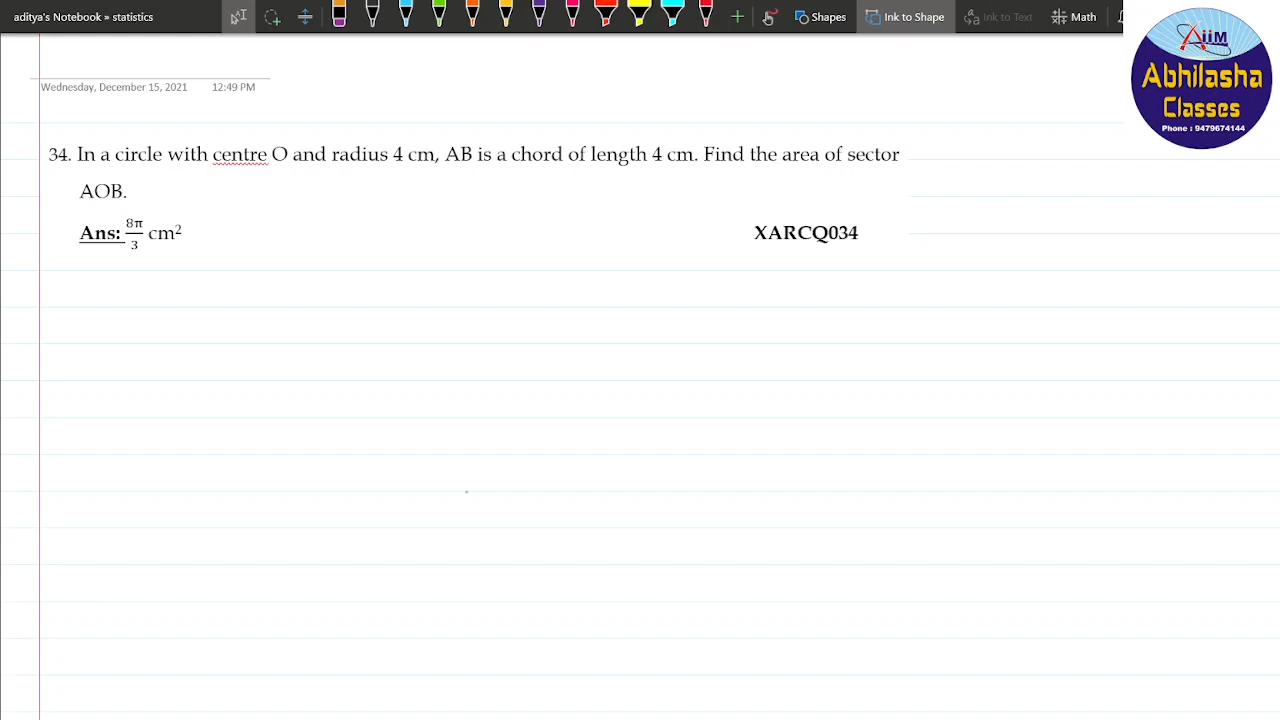 aditya's Notebook » statistics
Shapes
Ink to Shape
Ink to Text
Math
AiiM
Abhilasha
Classes
Phone : 9479674144
Wednesday, December 15, 2021 12:49 PM
34. In a circle with centre O and radius 4 cm, AB is a chord of length 4 cm. Find the area of sector
AOB.
Ans: 8π/3 cm² XARCQ034